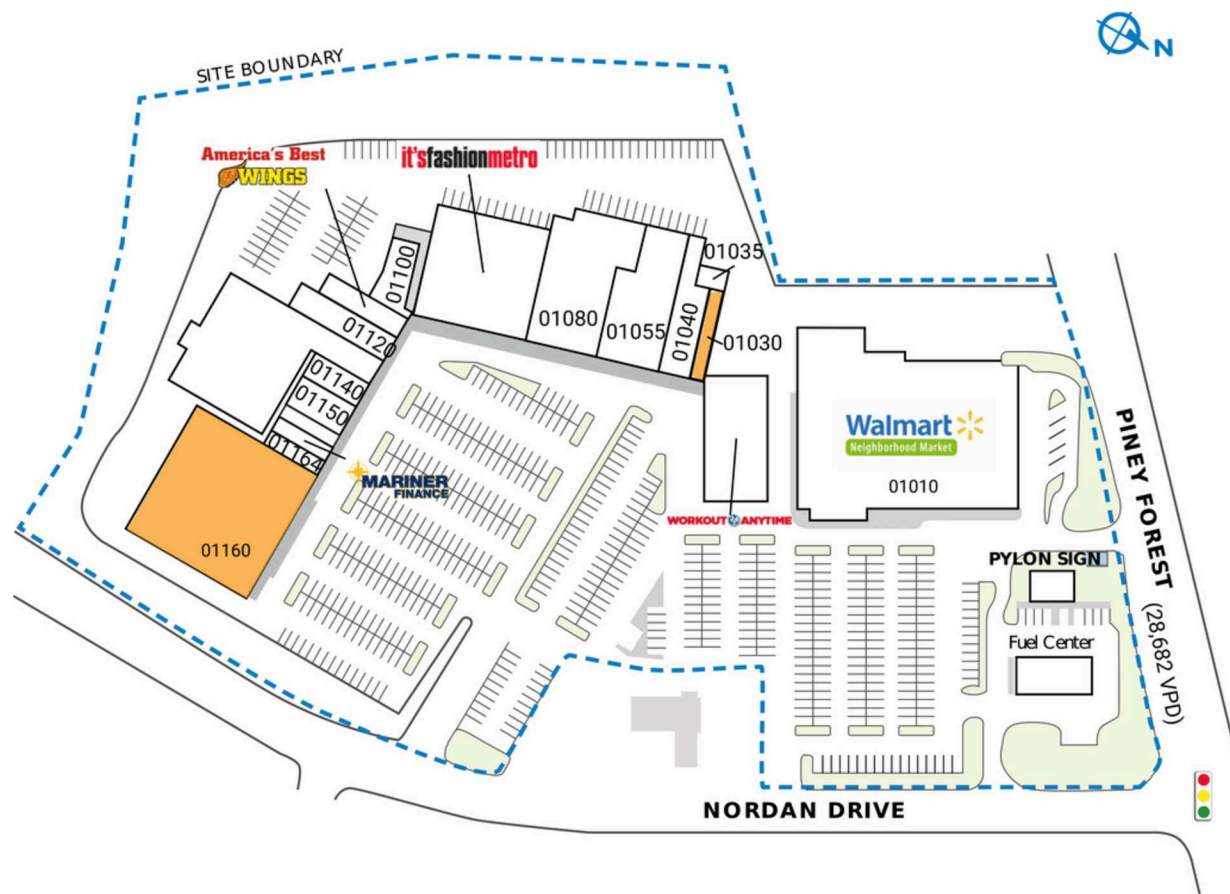 N
SITE BOUNDARY
America's Best
WINGS
it'sfashionmetro
01100
01035
01080
01055
01040
01030
01120
01140
01150
01164
MARINER
FINANCE
01160
Walmart
Neighborhood Market
01010
WORKOUT ANYTIME
PYLON SIGN
Fuel Center
PINEY FOREST
(28,682 VPD)
NORDAN DRIVE